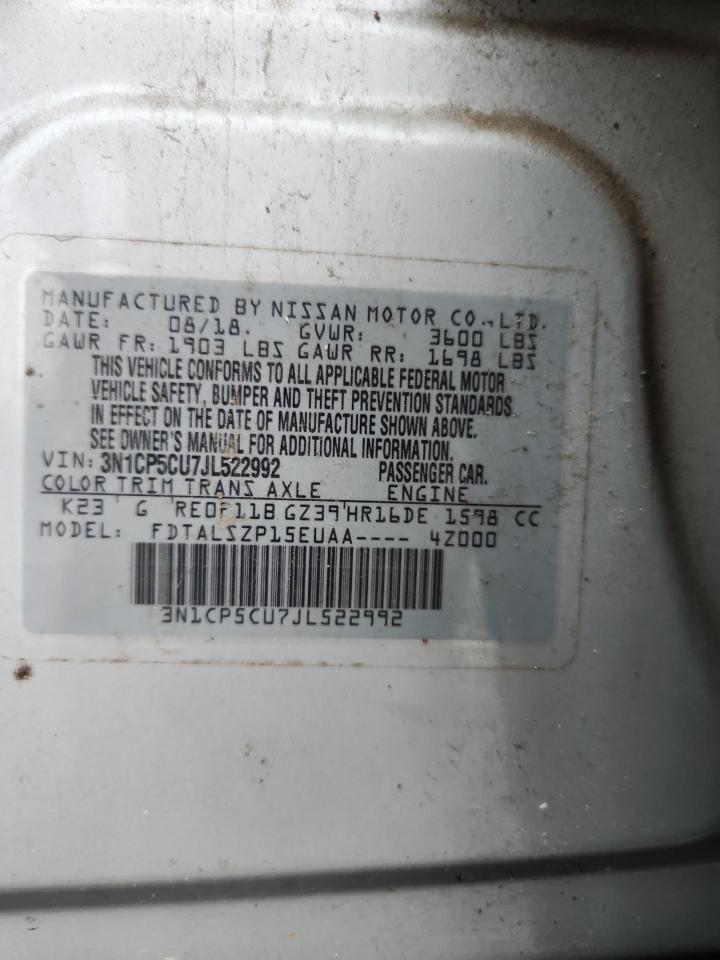 MANUFACTURED BY NISSAN MOTOR CO., LTD.
DATE: 08/18. GVWR: 3600 LBS
GAWR FR: 1903 LBS GAWR RR: 1698 LBS
THIS VEHICLE CONFORMS TO ALL APPLICABLE FEDERAL MOTOR
VEHICLE SAFETY, BUMPER AND THEFT PREVENTION STANDARDS
IN EFFECT ON THE DATE OF MANUFACTURE SHOWN ABOVE.
SEE OWNER'S MANUAL FOR ADDITIONAL INFORMATION.
VIN: 3N1CP5CU7JL522992 PASSENGER CAR.
COLOR TRIM TRANS AXLE ENGINE
K23 G RE0F11B GZ39 HR16DE 1598 CC
MODEL: FDTALSZP15EUAA---- 4Z000
3N1CP5CU7JL522992